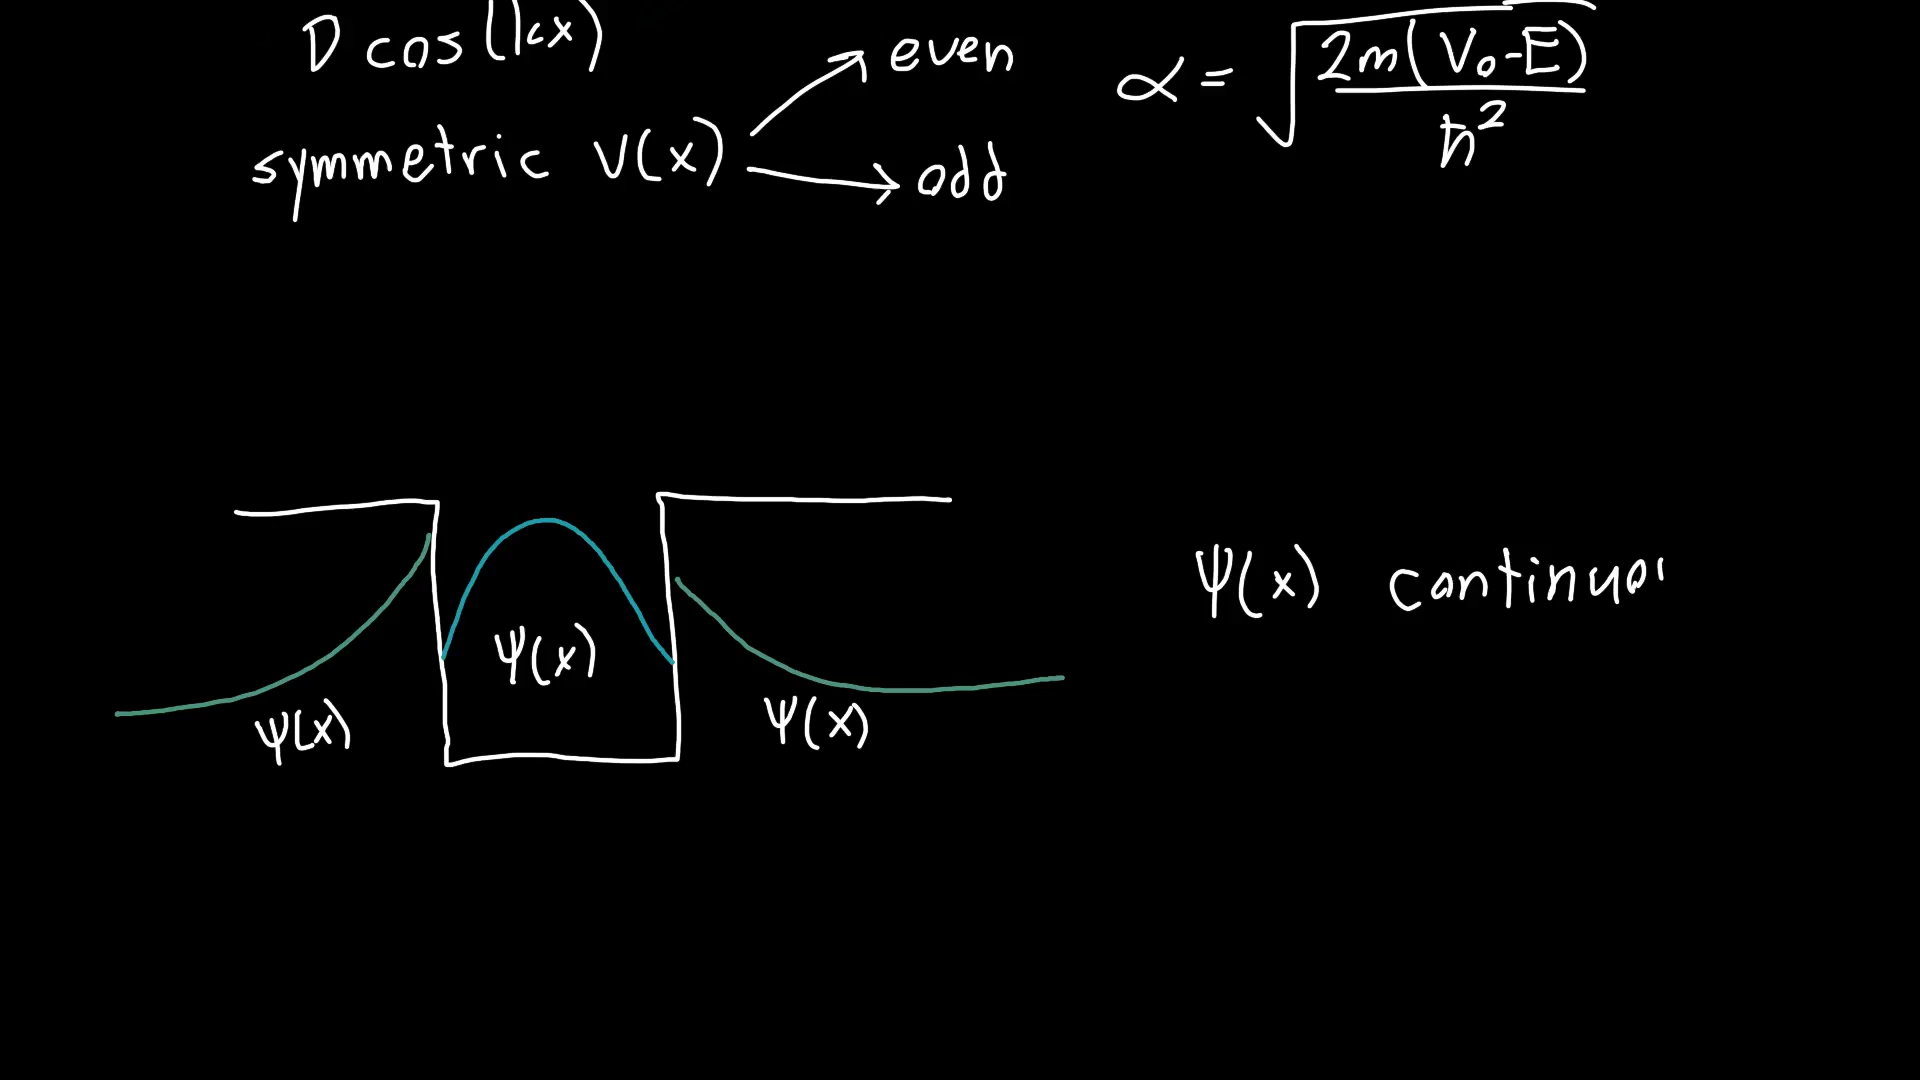 D cos(kx)
even
α = √(2m(V₀-E)/ħ²)
symmetric V(x)
odd
ψ(x) continuo
ψ(x)
ψ(x)
ψ(x)